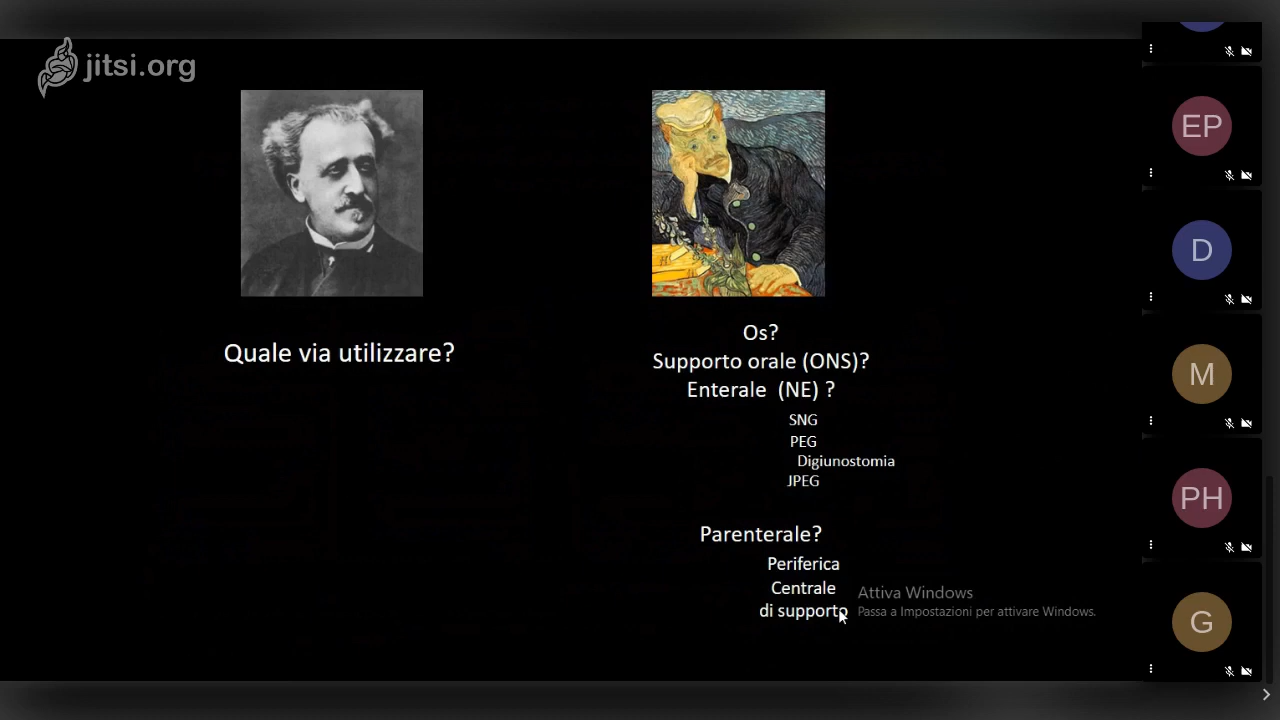 jitsi.org
Quale via utilizzare?
Os?
Supporto orale (ONS)?
Enterale (NE) ?
SNG
PEG
Digiunostomia
JPEG
Parenterale?
Periferica
Centrale
di supporto
Attiva Windows
Passa a Impostazioni per attivare Windows.
EP
D
M
PH
G